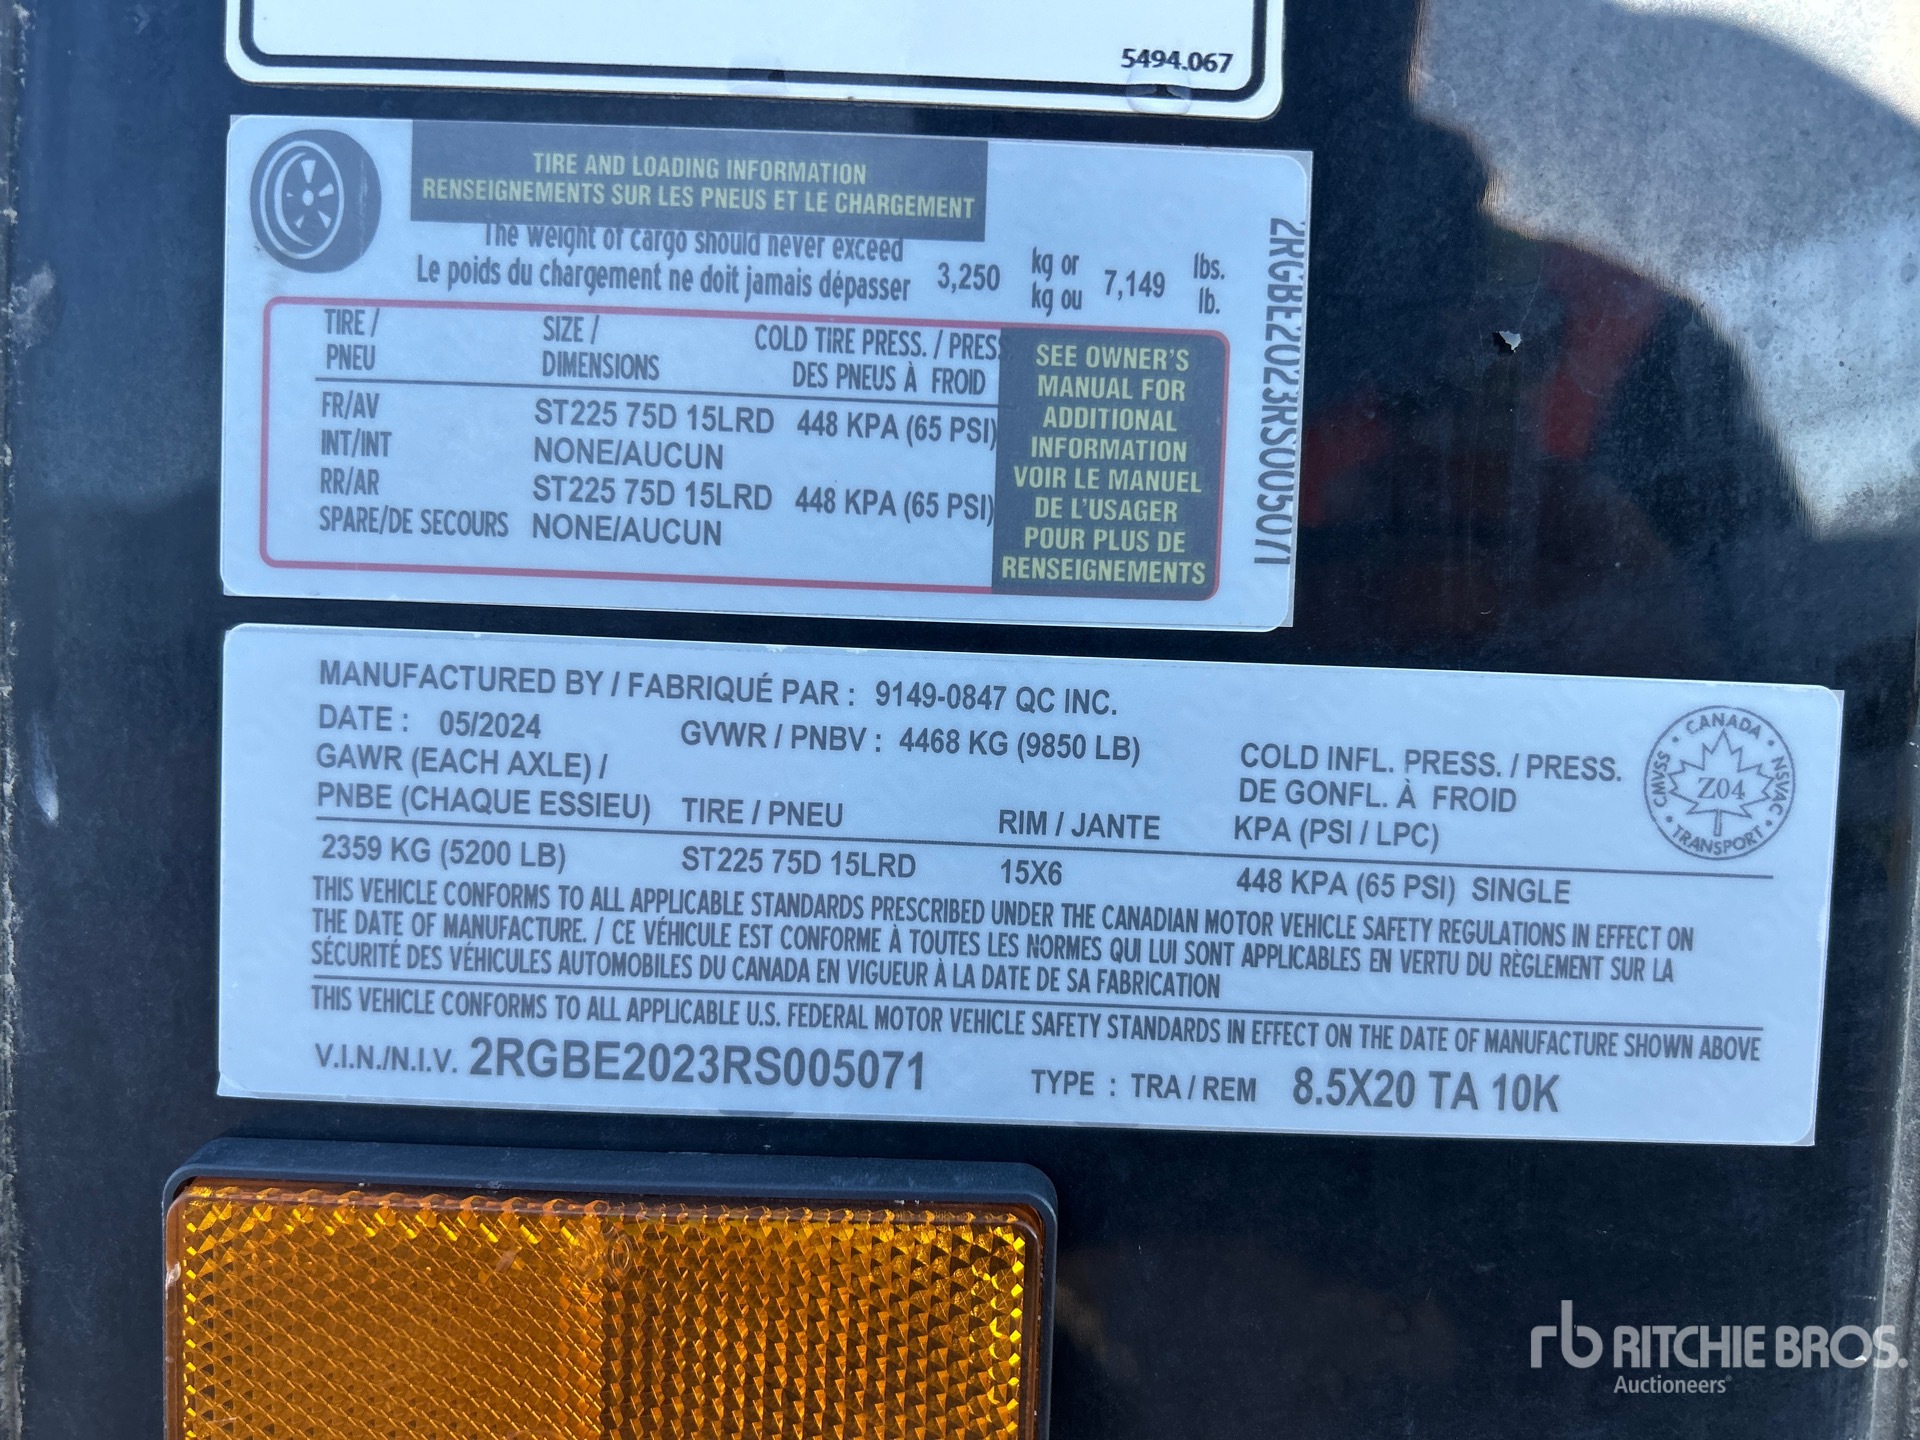 5494.067
TIRE AND LOADING INFORMATION
RENSEIGNEMENTS SUR LES PNEUS ET LE CHARGEMENT
The weight of cargo should never exceed
Le poids du chargement ne doit jamais dépasser
3,250
kg or
kg ou
7,149
lbs.
lb.
TIRE /
PNEU
SIZE /
DIMENSIONS
COLD TIRE PRESS. / PRES
DES PNEUS À FROID
FR/AV ST225 75D 15LRD 448 KPA (65 PSI)
INT/INT NONE/AUCUN
RR/AR ST225 75D 15LRD 448 KPA (65 PSI)
SPARE/DE SECOURS NONE/AUCUN
SEE OWNER'S
MANUAL FOR
ADDITIONAL
INFORMATION
VOIR LE MANUEL
DE L'USAGER
POUR PLUS DE
RENSEIGNEMENTS
2RGBE2023RS005071
MANUFACTURED BY / FABRIQUÉ PAR : 9149-0847 QC INC.
DATE : 05/2024 GVWR / PNBV : 4468 KG (9850 LB)
GAWR (EACH AXLE) /
PNBE (CHAQUE ESSIEU) TIRE / PNEU RIM / JANTE
COLD INFL. PRESS. / PRESS.
DE GONFL. À FROID
KPA (PSI / LPC)
2359 KG (5200 LB) ST225 75D 15LRD 15X6 448 KPA (65 PSI) SINGLE
CANADA
CMVSS
NSVAC
Z04
TRANSPORT
THIS VEHICLE CONFORMS TO ALL APPLICABLE STANDARDS PRESCRIBED UNDER THE CANADIAN MOTOR VEHICLE SAFETY REGULATIONS IN EFFECT ON
THE DATE OF MANUFACTURE. / CE VÉHICULE EST CONFORME À TOUTES LES NORMES QUI LUI SONT APPLICABLES EN VERTU DU RÈGLEMENT SUR LA
SÉCURITÉ DES VÉHICULES AUTOMOBILES DU CANADA EN VIGUEUR À LA DATE DE SA FABRICATION
THIS VEHICLE CONFORMS TO ALL APPLICABLE U.S. FEDERAL MOTOR VEHICLE SAFETY STANDARDS IN EFFECT ON THE DATE OF MANUFACTURE SHOWN ABOVE
V.I.N./N.I.V. 2RGBE2023RS005071 TYPE : TRA / REM 8.5X20 TA 10K
rb RITCHIE BROS.
Auctioneers